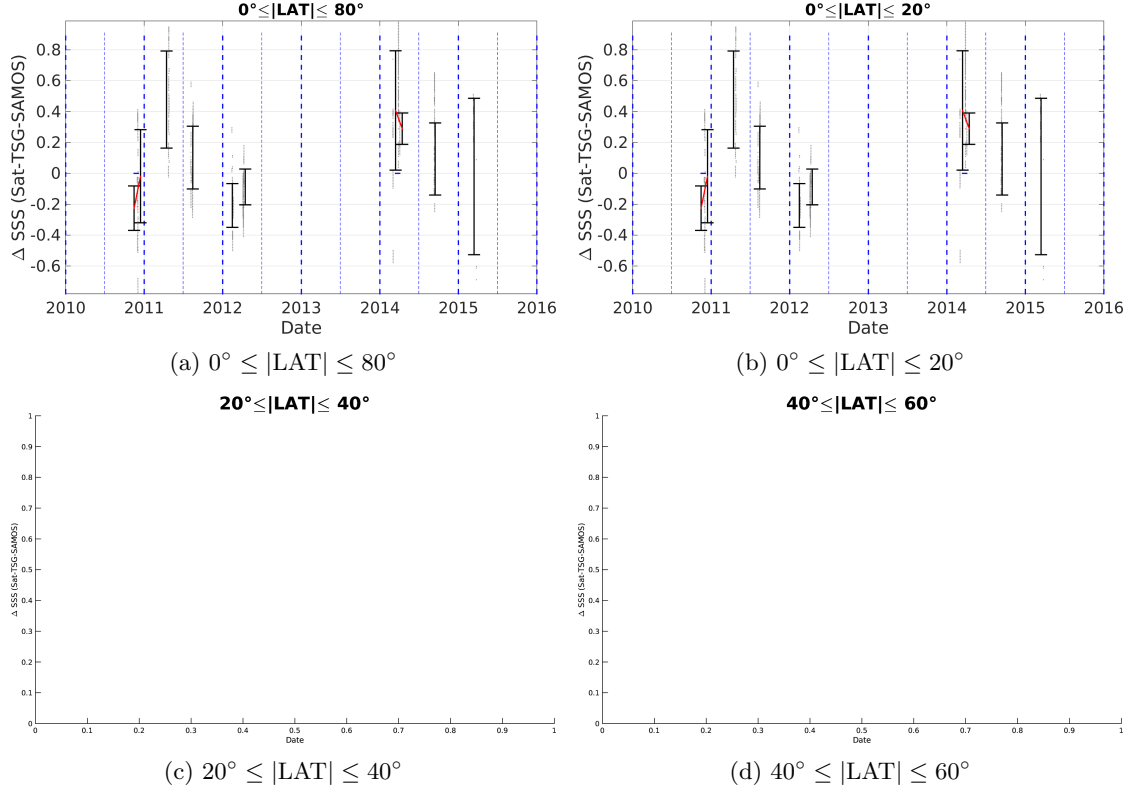 0°≤|LAT|≤ 80°
Δ SSS (Sat-TSG-SAMOS)
0.8
0.6
0.4
0.2
0
-0.2
-0.4
-0.6
2010 2011 2012 2013 2014 2015 2016
Date
(a) 0° ≤ |LAT| ≤ 80°
0°≤|LAT|≤ 20°
Δ SSS (Sat-TSG-SAMOS)
0.8
0.6
0.4
0.2
0
-0.2
-0.4
-0.6
2010 2011 2012 2013 2014 2015 2016
Date
(b) 0° ≤ |LAT| ≤ 20°
20°≤|LAT|≤ 40°
Δ SSS (Sat-TSG-SAMOS)
1
0.9
0.8
0.7
0.6
0.5
0.4
0.3
0.2
0.1
0
0 0.1 0.2 0.3 0.4 0.5 0.6 0.7 0.8 0.9 1
Date
(c) 20° ≤ |LAT| ≤ 40°
40°≤|LAT|≤ 60°
Δ SSS (Sat-TSG-SAMOS)
1
0.9
0.8
0.7
0.6
0.5
0.4
0.3
0.2
0.1
0
0 0.1 0.2 0.3 0.4 0.5 0.6 0.7 0.8 0.9 1
Date
(d) 40° ≤ |LAT| ≤ 60°